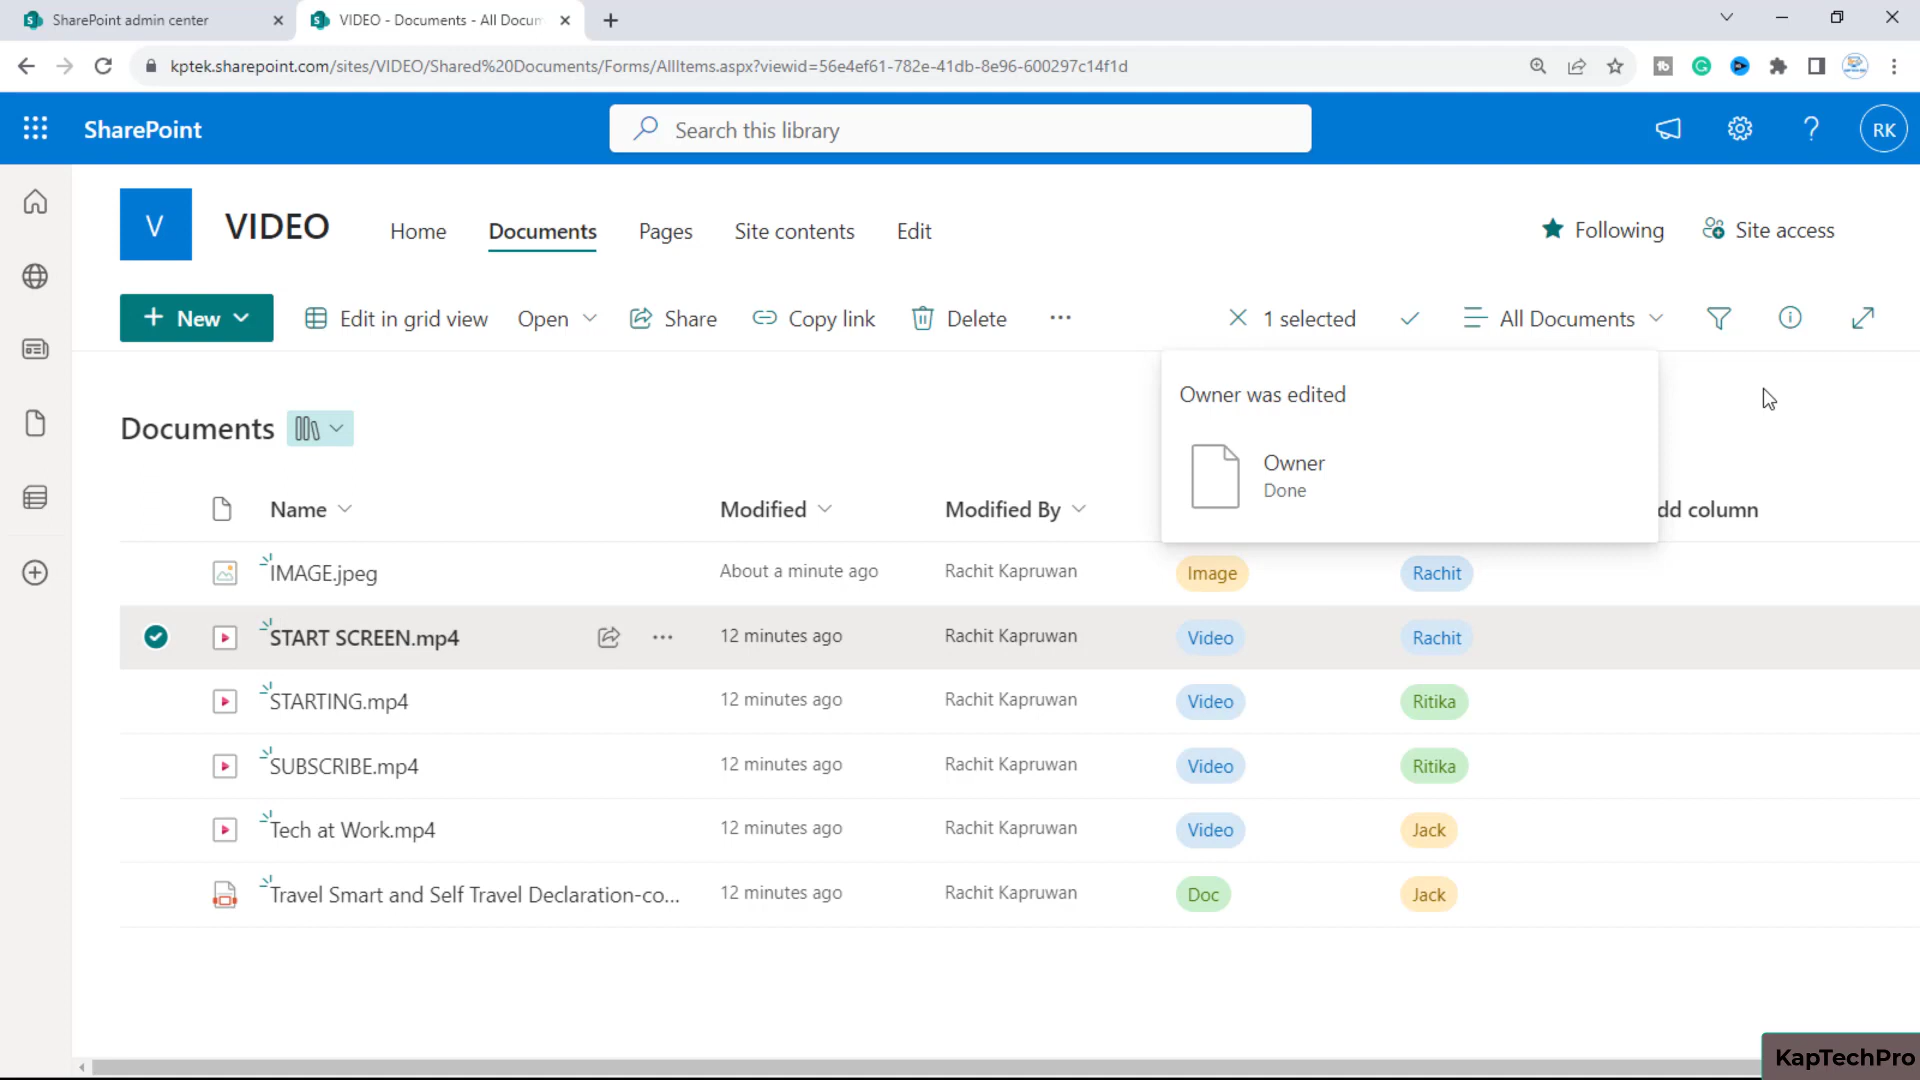 SharePoint admin center
VIDEO - Documents - All Docum
kptek.sharepoint.com/sites/VIDEO/Shared%20Documents/Forms/AllItems.aspx?viewid=56e4ef61-782e-41db-8e96-600297c14f1d
SharePoint
Search this library
RK
V
VIDEO
Home
Documents
Pages
Site contents
Edit
Following
Site access
New
Edit in grid view
Open
Share
Copy link
Delete
1 selected
All Documents
Owner was edited
Owner
Done
Documents
Name
Modified
Modified By
dd column
IMAGE.jpeg
About a minute ago
Rachit Kapruwan
Image
Rachit
START SCREEN.mp4
12 minutes ago
Rachit Kapruwan
Video
Rachit
STARTING.mp4
12 minutes ago
Rachit Kapruwan
Video
Ritika
SUBSCRIBE.mp4
12 minutes ago
Rachit Kapruwan
Video
Ritika
Tech at Work.mp4
12 minutes ago
Rachit Kapruwan
Video
Jack
Travel Smart and Self Travel Declaration-co...
12 minutes ago
Rachit Kapruwan
Doc
Jack
KapTechPro